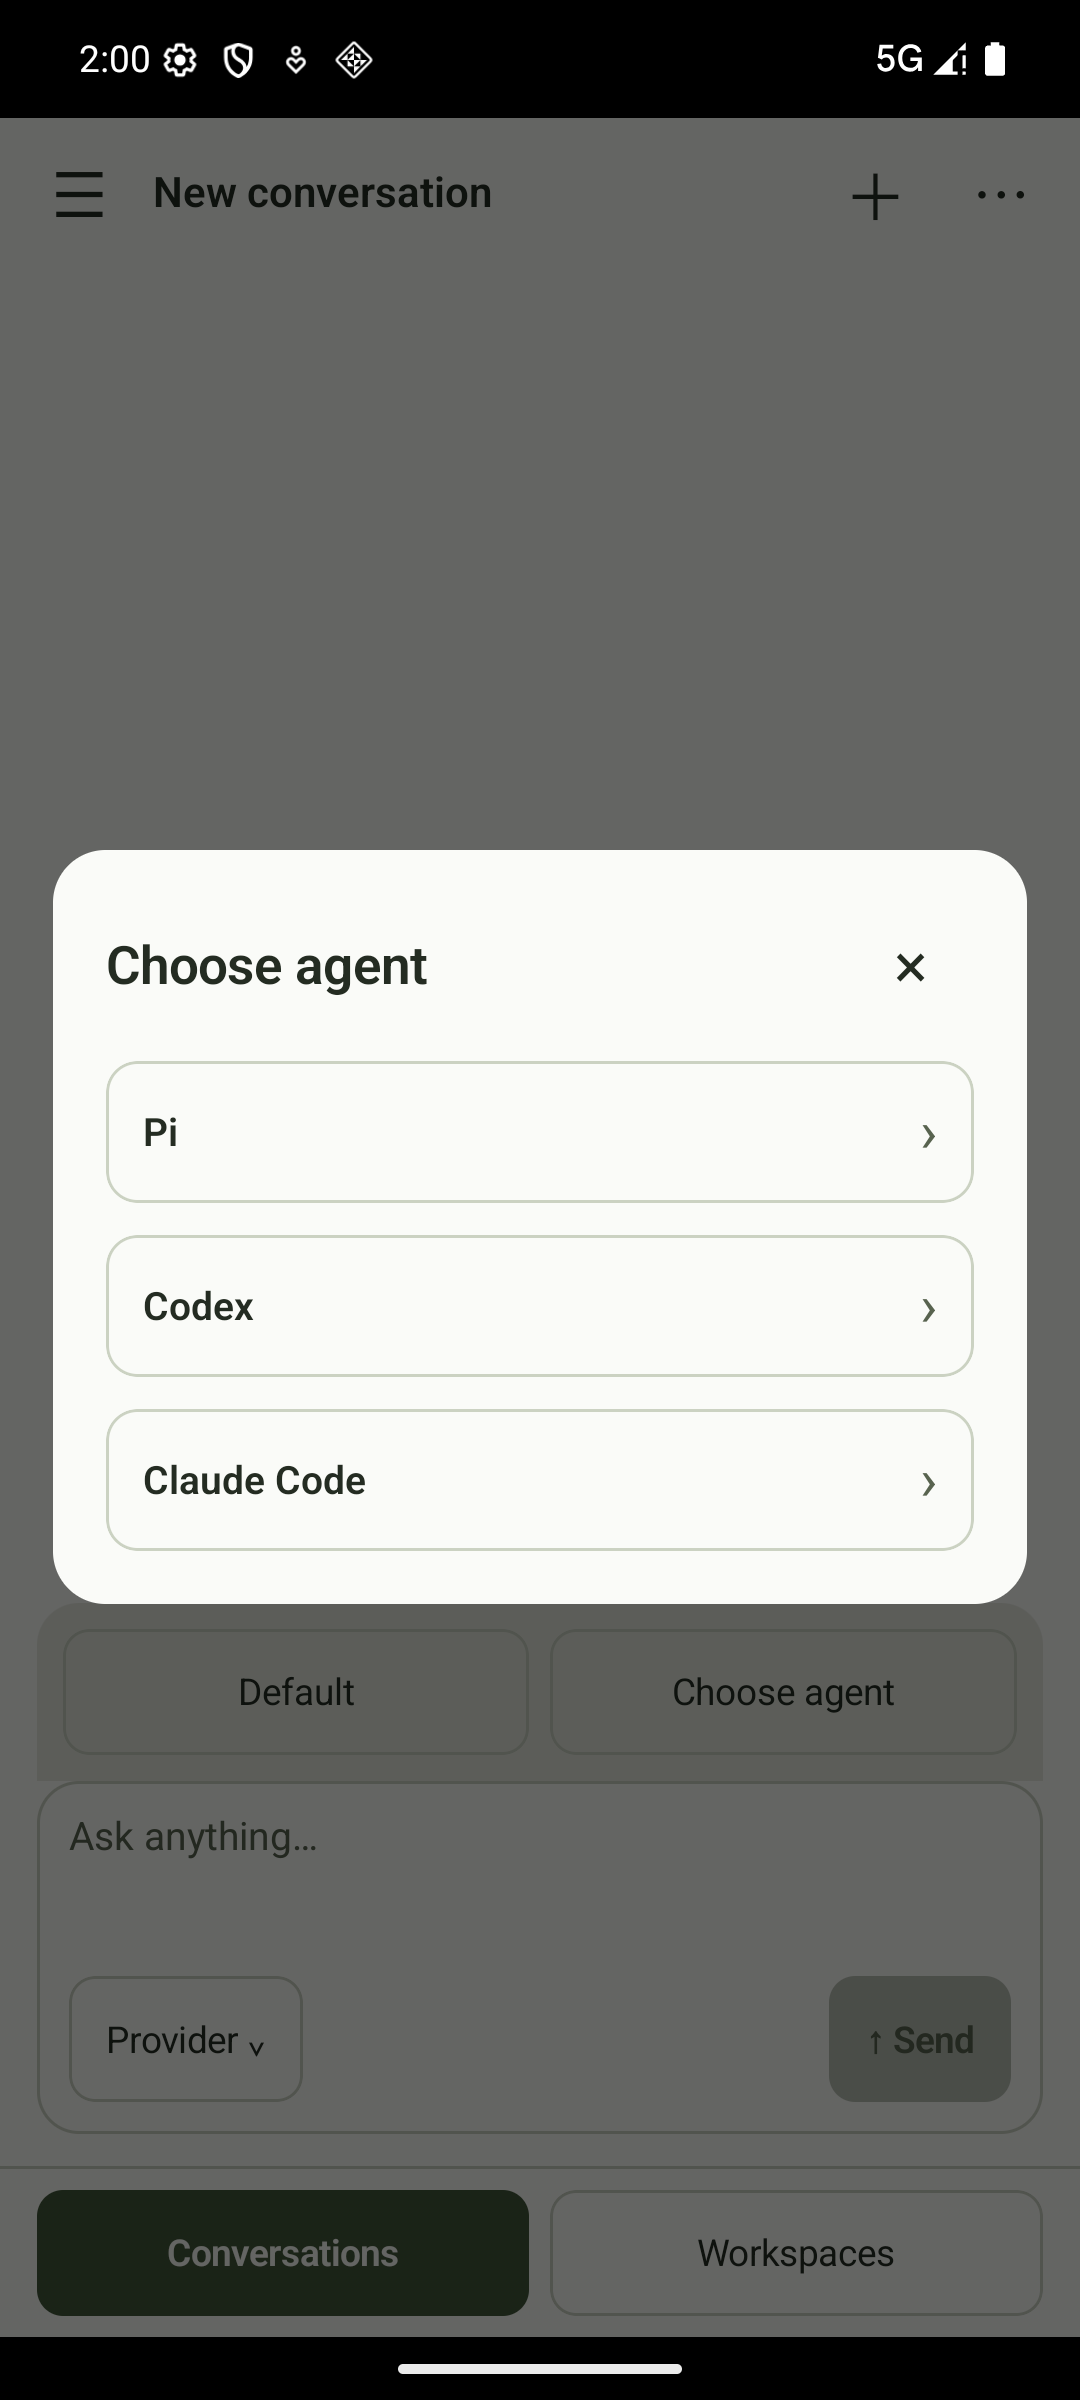 2:00
5G
New conversation
Choose agent
Pi
Codex
Claude Code
Default
Choose agent
Ask anything...
Provider
↑ Send
Conversations
Workspaces